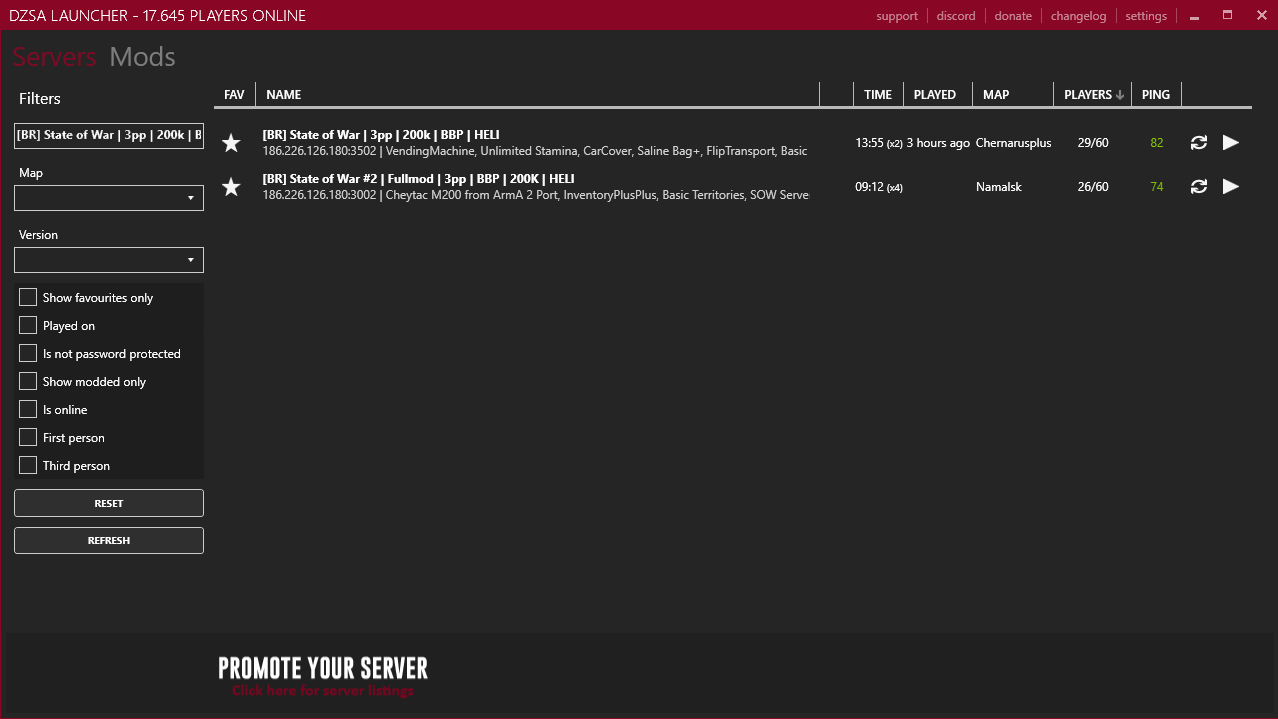 DZSA LAUNCHER - 17.645 PLAYERS ONLINE
support discord donate changelog settings
Servers Mods
Filters
[BR] State of War | 3pp | 200k | B
Map
Version
Show favourites only
Played on
Is not password protected
Show modded only
Is online
First person
Third person
RESET
REFRESH
FAV NAME TIME PLAYED MAP PLAYERS PING
[BR] State of War | 3pp | 200k | BBP | HELI
186.226.126.180:3502 | VendingMachine, Unlimited Stamina, CarCover, Saline Bag+, FlipTransport, Basic
13:55 (x2) 3 hours ago Chernarusplus 29/60 82
[BR] State of War #2 | Fullmod | 3pp | BBP | 200K | HELI
186.226.126.180:3002 | Cheytac M200 from ArmA 2 Port, InventoryPlusPlus, Basic Territories, SOW Serve
09:12 (x4) Namalsk 26/60 74
PROMOTE YOUR SERVER
Click here for server listings